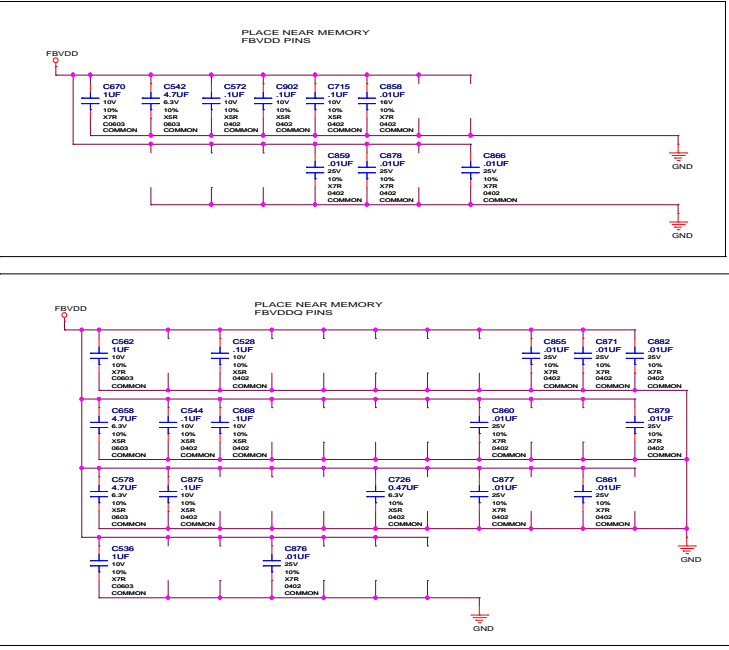 PLACE NEAR MEMORY
FBVDD PINS
FBVDD
C670
1UF
10V
10%
X7R
C0603
COMMON
C542
4.7UF
6.3V
10%
X5R
0603
COMMON
C572
.1UF
10V
10%
X5R
0402
COMMON
C902
.1UF
10V
10%
X5R
0402
COMMON
C715
.1UF
10V
10%
X5R
0402
COMMON
C858
.01UF
16V
10%
X7R
0402
COMMON
C859
.01UF
25V
10%
X7R
0402
COMMON
C878
.01UF
25V
10%
X7R
0402
COMMON
C866
.01UF
25V
10%
X7R
0402
COMMON
GND
GND
PLACE NEAR MEMORY
FBVDDQ PINS
FBVDD
C562
1UF
10V
10%
X7R
C0603
COMMON
C528
.1UF
10V
10%
X5R
0402
COMMON
C855
.01UF
25V
10%
X7R
0402
COMMON
C871
.01UF
25V
10%
X7R
0402
COMMON
C882
.01UF
25V
10%
X7R
0402
COMMON
C658
4.7UF
6.3V
10%
X5R
0603
COMMON
C544
.1UF
10V
10%
X5R
0402
COMMON
C668
.1UF
10V
10%
X5R
0402
COMMON
C860
.01UF
25V
10%
X7R
0402
COMMON
C879
.01UF
25V
10%
X7R
0402
COMMON
C578
4.7UF
6.3V
10%
X5R
0603
COMMON
C875
.1UF
10V
10%
X5R
0402
COMMON
C726
0.47UF
6.3V
10%
X5R
0402
COMMON
C877
.01UF
25V
10%
X7R
0402
COMMON
C861
.01UF
25V
10%
X7R
0402
COMMON
C536
1UF
10V
10%
X7R
C0603
COMMON
C876
.01UF
25V
10%
X7R
0402
COMMON
GND
GND